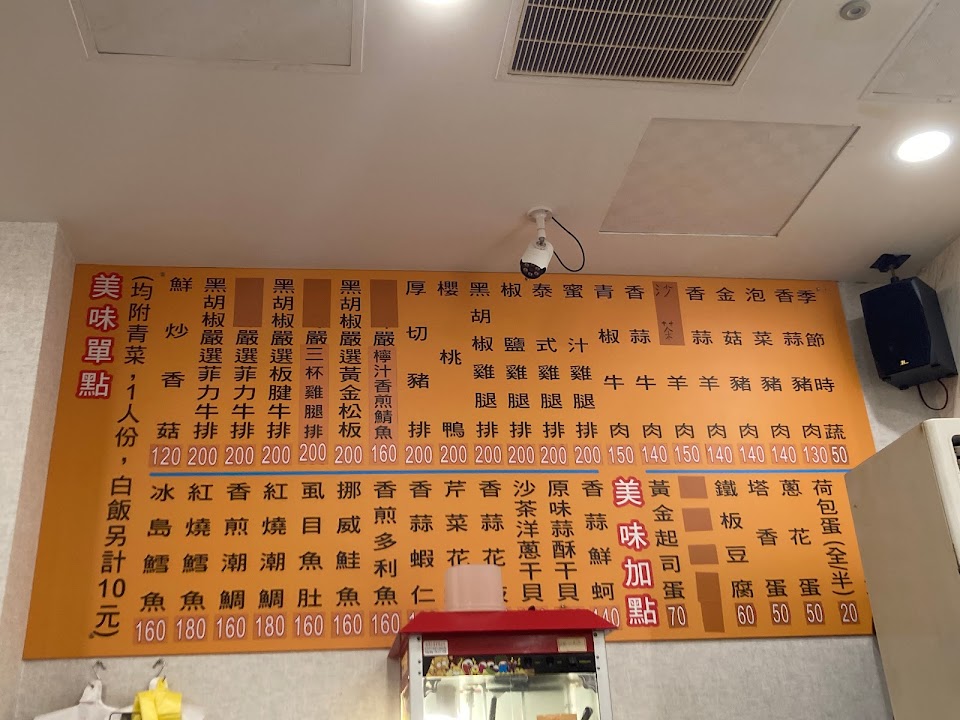 美味單點
(均附青菜，1人份，白飯另計10元)
鮮炒香菇 120
黑胡椒嚴選菲力牛排 200
嚴選菲力牛排 200
黑胡椒嚴選板腱牛排 200
嚴三杯雞腿排 200
黑胡椒嚴選黃金松板 200
嚴檸汁香煎鯖魚 160
厚切豬排 200
櫻桃鴨 200
黑胡椒雞腿排 200
椒鹽雞腿排 200
泰式雞腿排 200
蜜汁雞腿排 200
青椒牛肉 150
香蒜牛肉 140
沙羊肉 150
香蒜羊肉 140
金菇豬肉 140
泡菜豬肉 140
香蒜豬肉 130
季節時蔬 50
冰島鱈魚 160
紅燒鱈魚 180
香煎潮鯛 160
紅燒潮鯛 180
虱目魚肚 160
挪威鮭魚 160
香煎多利魚 160
香蒜蝦仁
芹菜花
香蒜花
沙茶洋蔥干貝
原味蒜酥干貝
香蒜鮮蚵
美味加點
黃金起司蛋 70
鐵板豆腐 60
塔香蛋 50
蔥花蛋 50
荷包蛋(全/半) 20